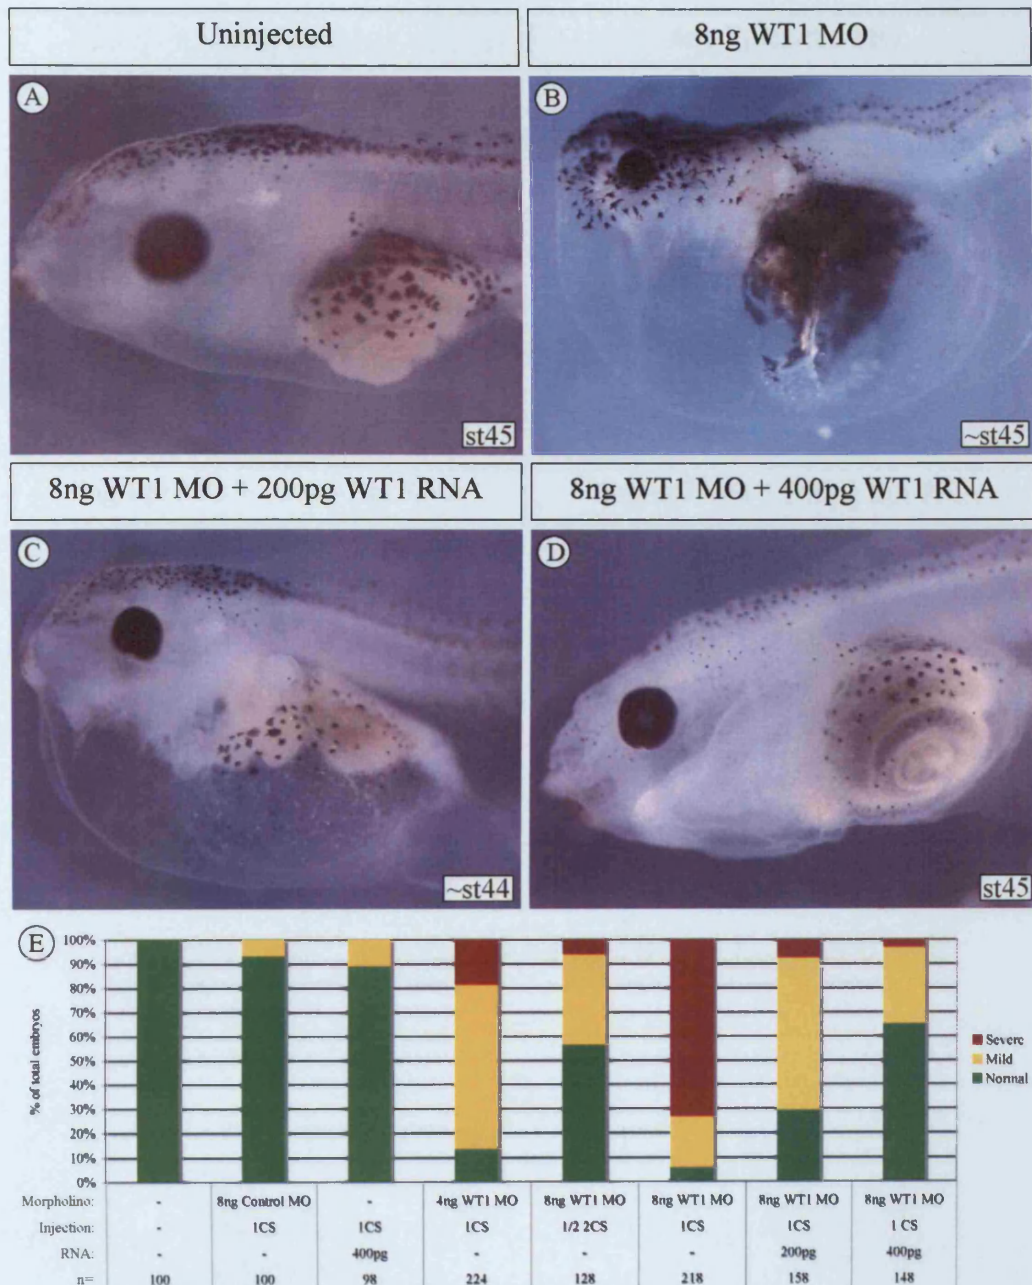 Uninjected
8ng WT1 MO
A
B
st45
~st45
8ng WT1 MO + 200pg WT1 RNA
8ng WT1 MO + 400pg WT1 RNA
C
D
~st44
st45
E
% of total embryos
100%
90%
80%
70%
60%
50%
40%
30%
20%
10%
0%
Severe
Mild
Normal
Morpholino: - 8ng Control MO - 4ng WT1 MO 8ng WT1 MO 8ng WT1 MO 8ng WT1 MO 8ng WT1 MO
Injection: - 1CS 1CS 1CS 1/2 2CS 1CS 1CS 1 CS
RNA: - - 400pg - - - 200pg 400pg
n= 100 100 98 224 128 218 158 148